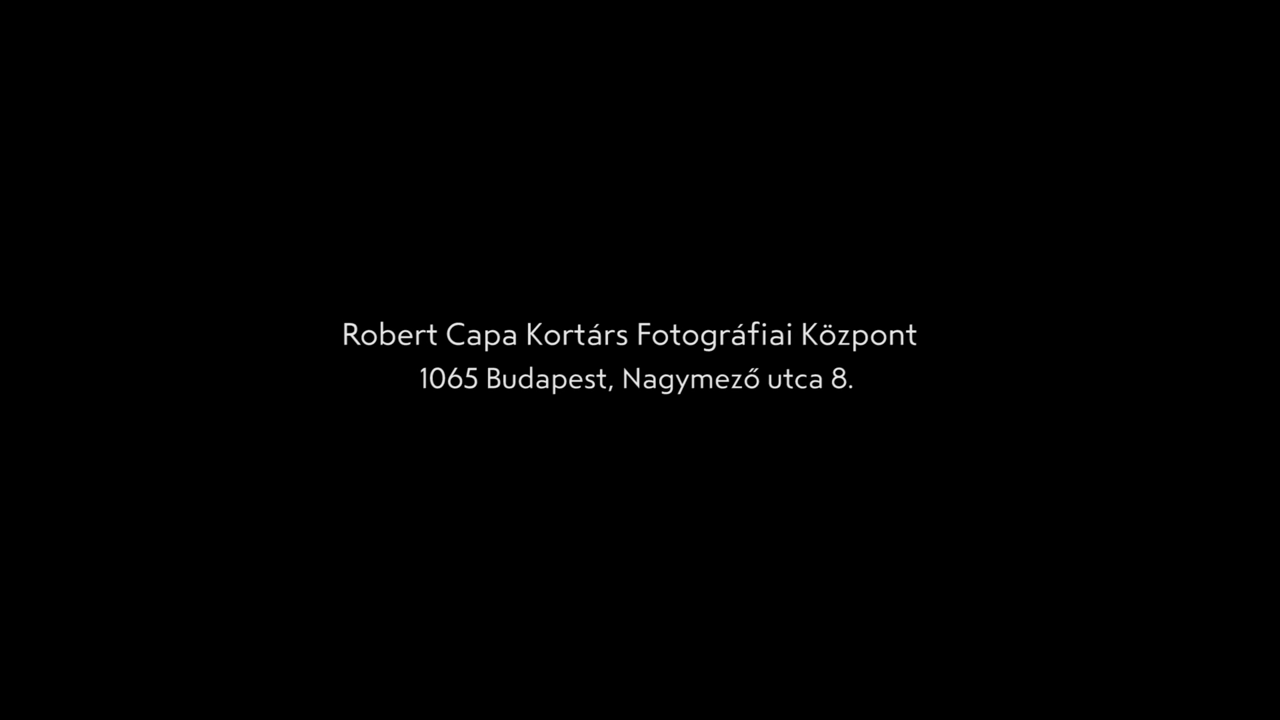 Robert Capa Kortárs Fotográfiai Központ
1065 Budapest, Nagymező utca 8.